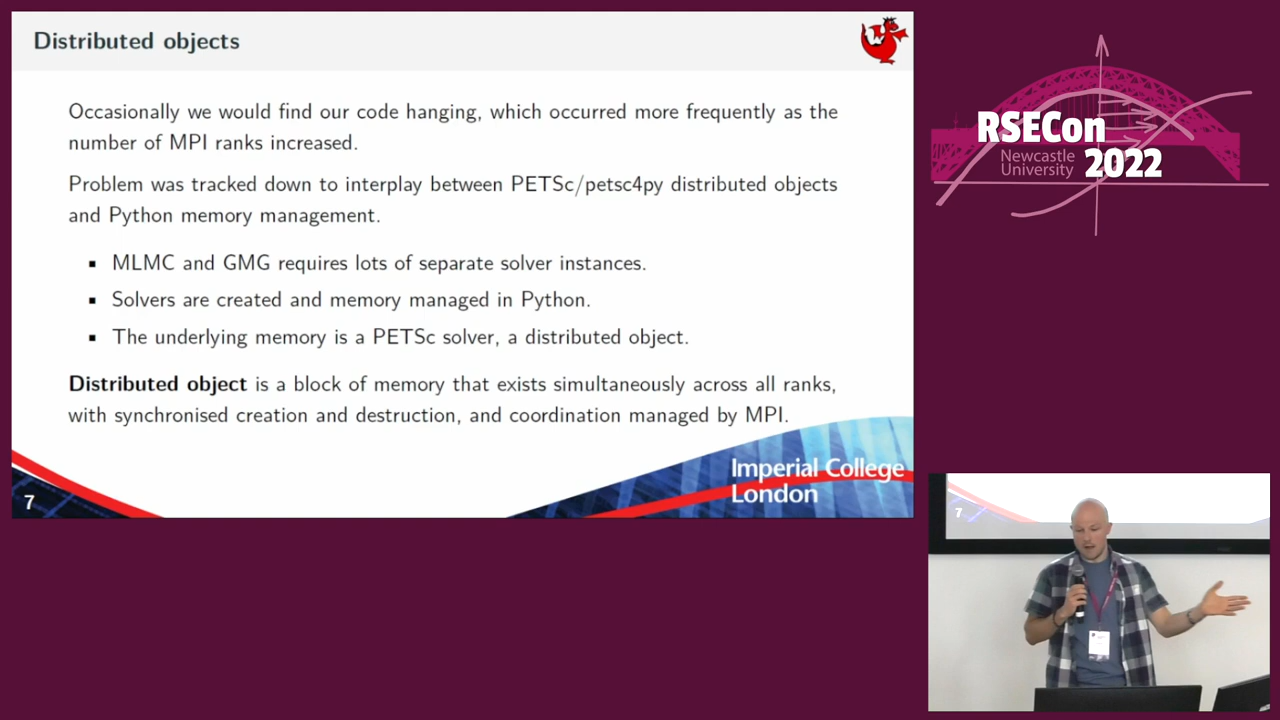 Distributed objects
Occasionally we would find our code hanging, which occurred more frequently as the
number of MPI ranks increased.
Problem was tracked down to interplay between PETSc/petsc4py distributed objects
and Python memory management.
▪ MLMC and GMG requires lots of separate solver instances.
▪ Solvers are created and memory managed in Python.
▪ The underlying memory is a PETSc solver, a distributed object.
Distributed object is a block of memory that exists simultaneously across all ranks,
with synchronised creation and destruction, and coordination managed by MPI.
Imperial College
London
7
RSECon
Newcastle
University
2022
7